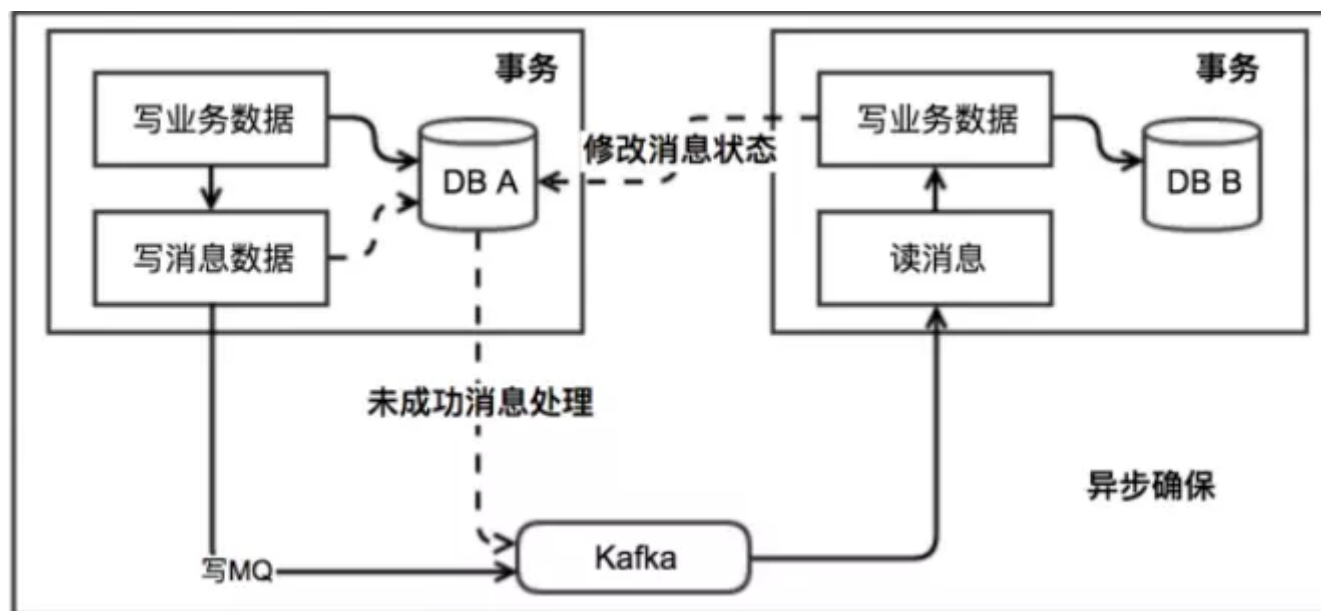 事务
写业务数据
DB A
写消息数据
修改消息状态
事务
写业务数据
DB B
读消息
未成功消息处理
异步确保
写MQ
Kafka